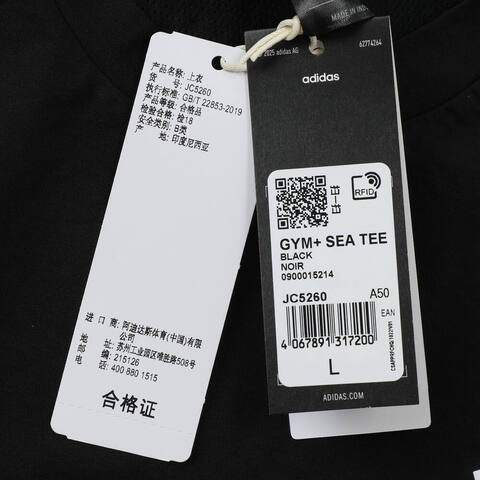 产品名称: 上衣
货 号: JC5260
执行标准: GB/T 22853-2019
产品等级: 合格品
检验合格: 检18
安全类别: B类
产 地: 印度尼西亚
进 口 商: 阿迪达斯体育(中国)有限公司
地 址: 苏州工业园区唯胜路508号
邮 编: 215126
电 话: 400 880 1515
合格证
MADE IN IND
2025 adidas AG
62774264
adidas
RFID
GYM+ SEA TEE
BLACK
NOIR
0900015214
JC5260
A50
EAN
4 067891 317200
L
ADIDAS.COM